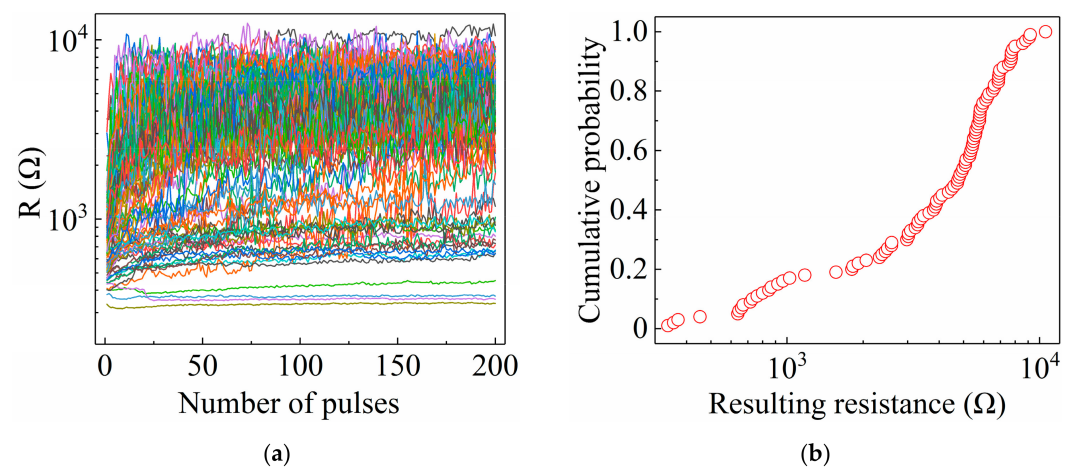 10⁴
10³
R (Ω)
0
50
100
150
200
Number of pulses
(a)
1.0
0.8
0.6
0.4
0.2
0
Cumulative probability
10³
10⁴
Resulting resistance (Ω)
(b)